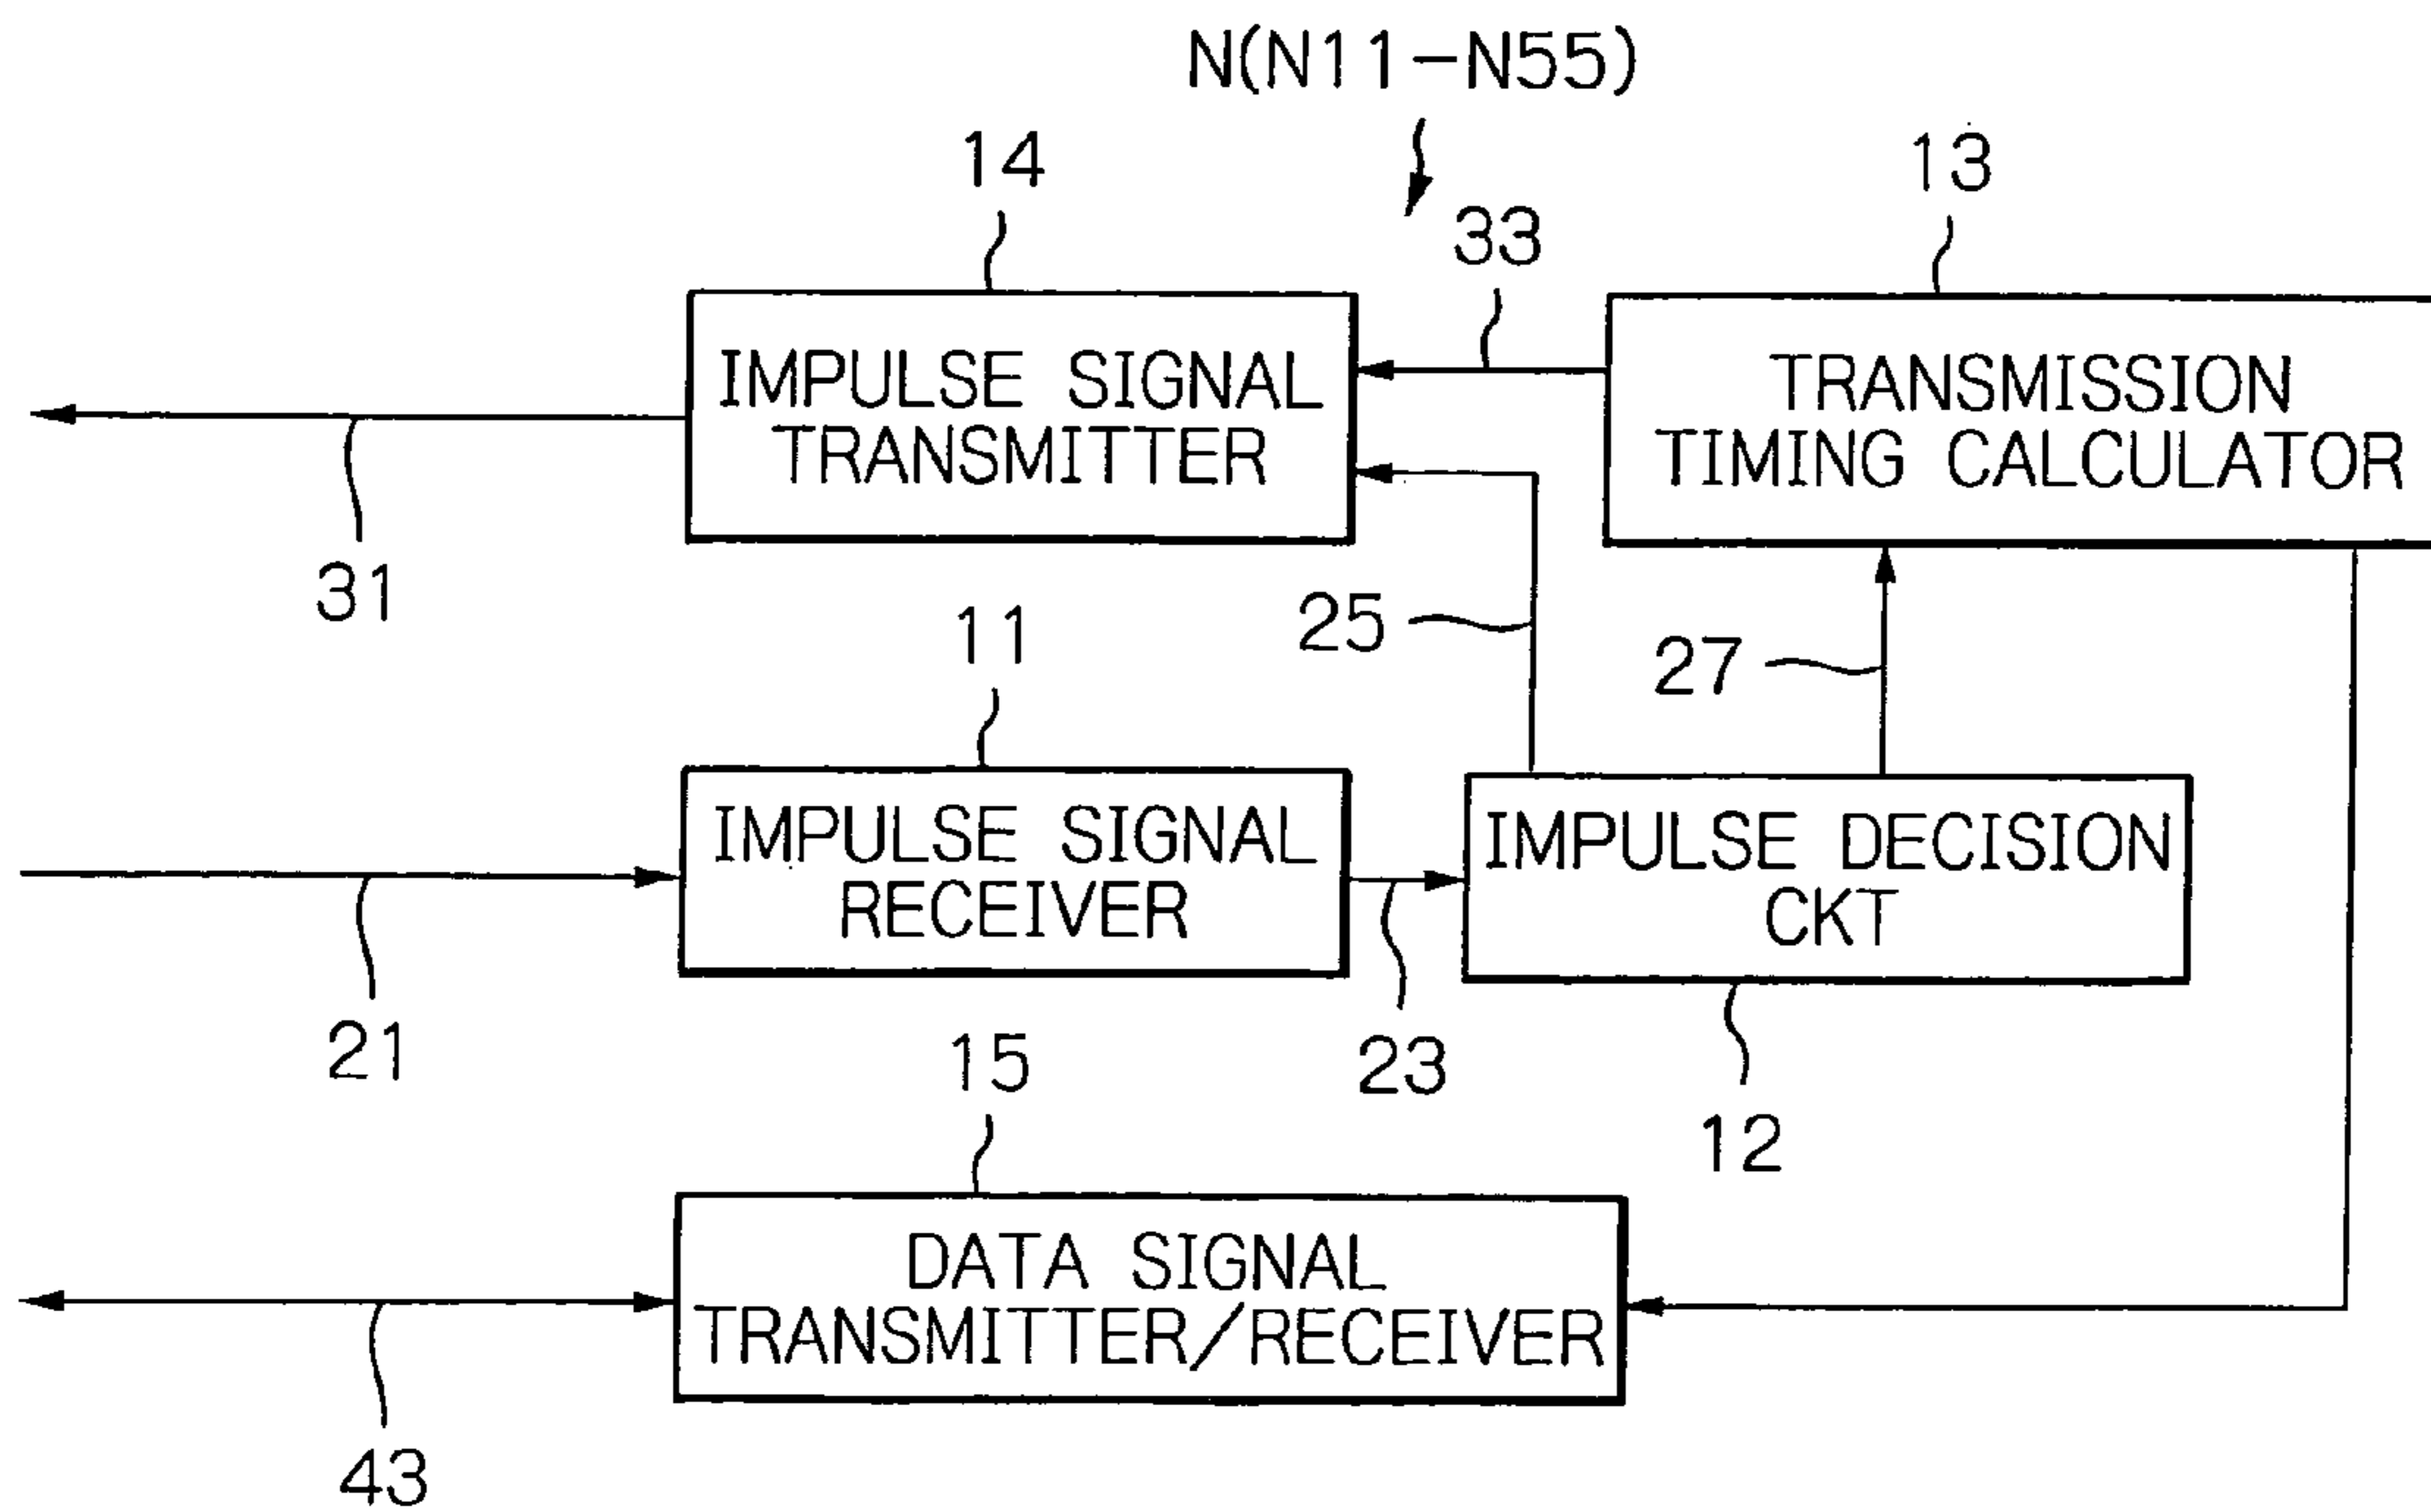 N(N11-N55)
14
13
33
IMPULSE SIGNAL
TRANSMITTER
TRANSMISSION
TIMING CALCULATOR
31
25
27
11
IMPULSE SIGNAL
RECEIVER
IMPULSE DECISION
CKT
21
23
12
15
DATA SIGNAL
TRANSMITTER/RECEIVER
43